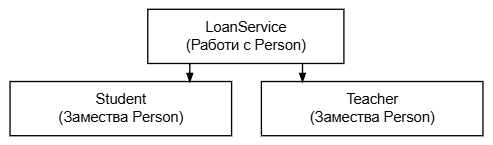 LoanService
(Работи с Person)
Student
(Замества Person)
Teacher
(Замества Person)